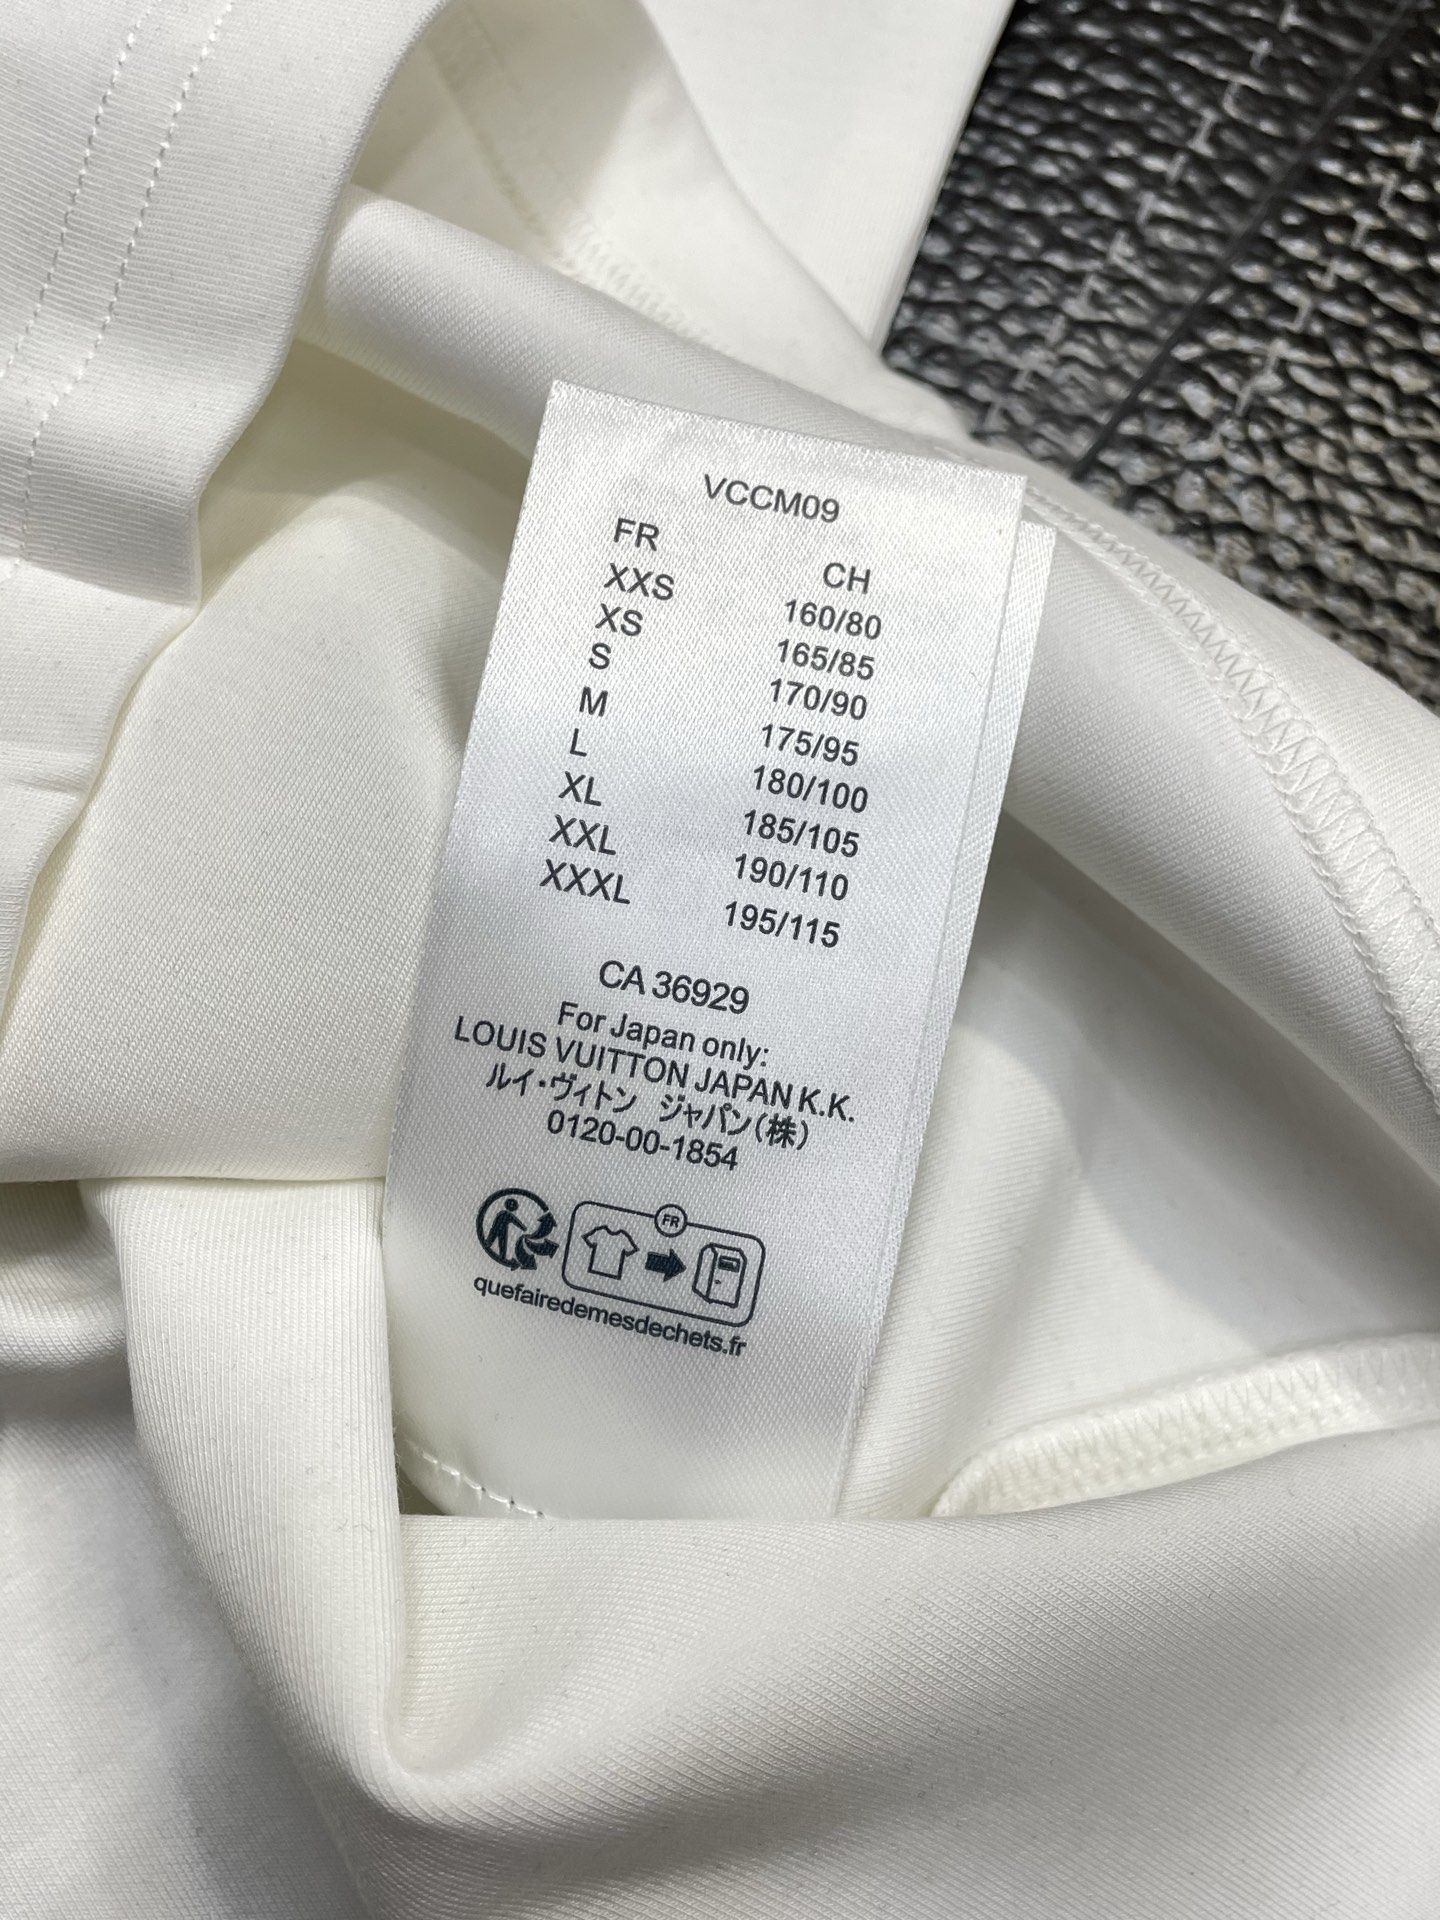 VCCM09
FR CH
XXS 160/80
XS 165/85
S 170/90
M 175/95
L 180/100
XL 185/105
XXL 190/110
XXXL 195/115
CA 36929
For Japan only:
LOUIS VUITTON JAPAN K.K.
ルイ・ヴィトン ジャパン(株)
0120-00-1854
FR
quefairedemesdechets.fr